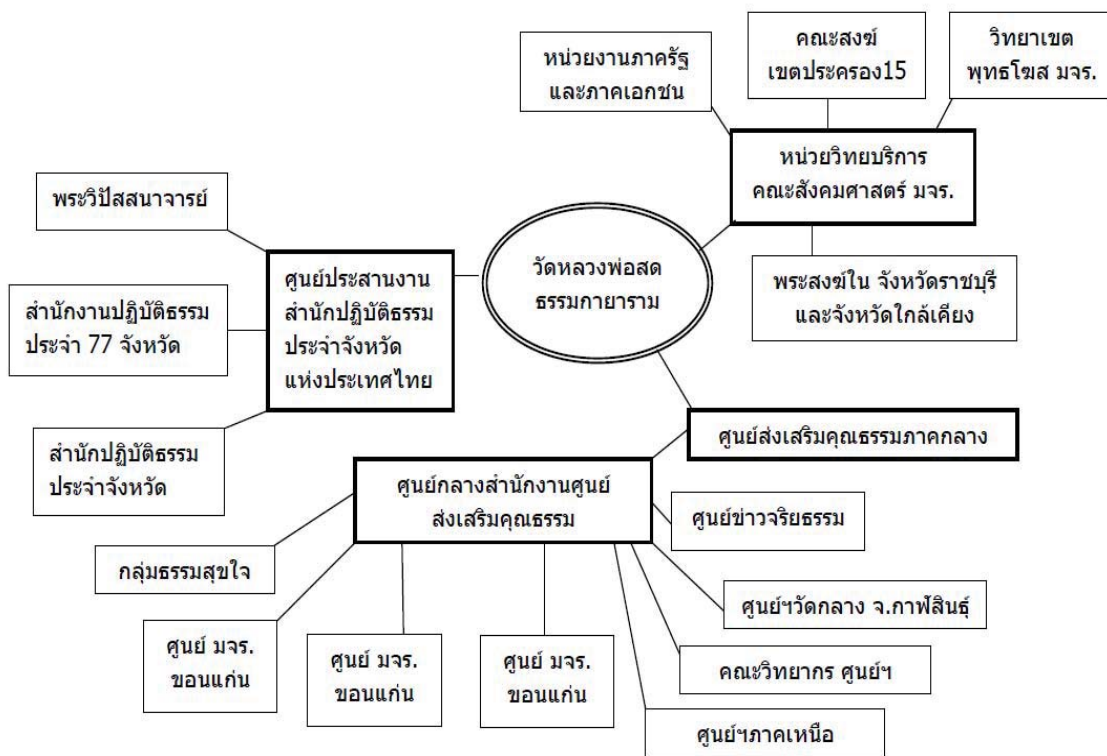 หน่วยงานภาครัฐ
และภาคเอกชน
คณะสงฆ์
เขตประครอง15
วิทยาเขต
พุทธโฆส มจร.
หน่วยวิทยบริการ
คณะสังคมศาสตร์ มจร.
พระวิปัสสนาจารย์
วัดหลวงพ่อสด
ธรรมกายาราม
ศูนย์ประสานงาน
สำนักปฏิบัติธรรม
ประจำจังหวัด
แห่งประเทศไทย
พระสงฆ์ใน จังหวัดราชบุรี
และจังหวัดใกล้เคียง
สำนักงานปฏิบัติธรรม
ประจำ 77 จังหวัด
สำนักปฏิบัติธรรม
ประจำจังหวัด
ศูนย์ส่งเสริมคุณธรรมภาคกลาง
ศูนย์กลางสำนักงานศูนย์
ส่งเสริมคุณธรรม
ศูนย์ข่าวจริยธรรม
กลุ่มธรรมสุขใจ
ศูนย์ฯวัดกลาง จ.กาฬสินธุ์
ศูนย์ มจร.
ขอนแก่น
ศูนย์ มจร.
ขอนแก่น
ศูนย์ มจร.
ขอนแก่น
คณะวิทยากร ศูนย์ฯ
ศูนย์ฯภาคเหนือ